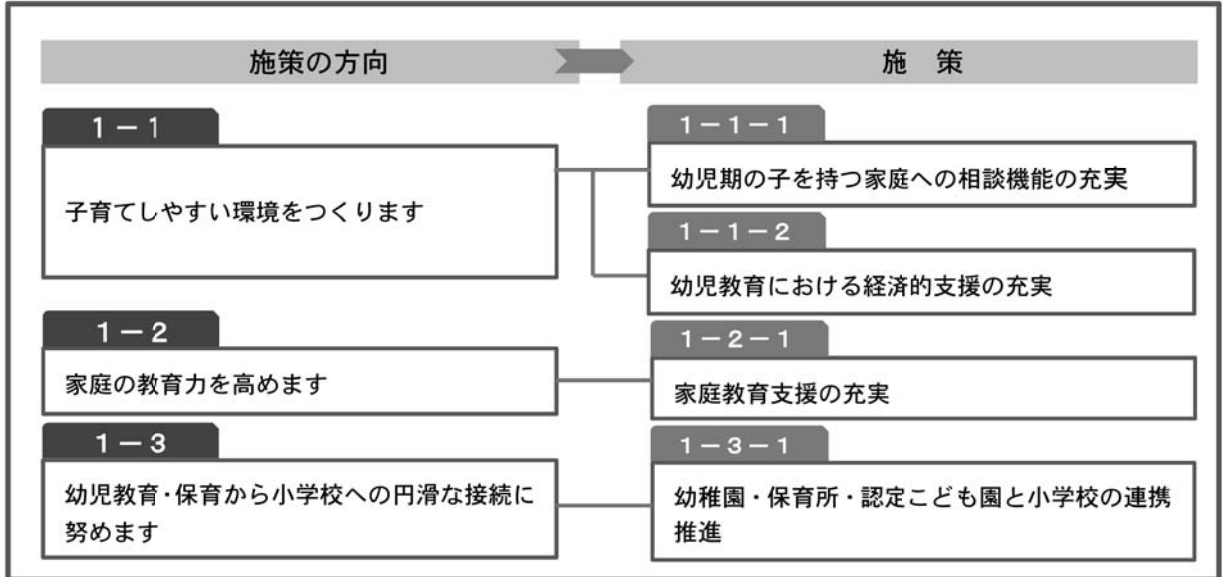 施策の方向
施　策
1－1
子育てしやすい環境をつくります
1－1－1
幼児期の子を持つ家庭への相談機能の充実
1－1－2
幼児教育における経済的支援の充実
1－2
家庭の教育力を高めます
1－2－1
家庭教育支援の充実
1－3
幼児教育・保育から小学校への円滑な接続に
努めます
1－3－1
幼稚園・保育所・認定こども園と小学校の連携
推進